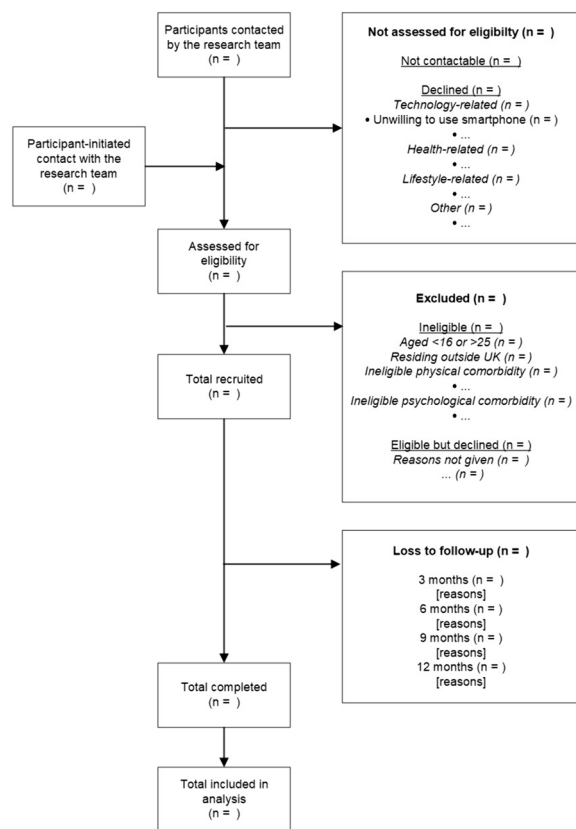 Participants contacted
by the research team
(n =  )
Not assessed for eligibilty (n =  )
Not contactable (n =  )
Declined (n = )
Technology-related (n = )
• Unwilling to use smartphone (n = )
• ...
Health-related (n = )
• ...
Lifestyle-related (n = )
• ...
Other (n = )
• ...
Participant-initiated
contact with the
research team
(n =  )
Assessed for
eligibility
(n =  )
Excluded (n =  )
Ineligible (n =  )
Aged <16 or >25 (n = )
Residing outside UK (n = )
Ineligible physical comorbidity (n = )
• ...
Ineligible psychological comorbidity (n = )
• ...
Eligible but declined (n = )
Reasons not given (n =  )
... (n = )
Total recruited
(n =  )
Loss to follow-up (n =  )
3 months (n =  )
[reasons]
6 months (n = )
[reasons]
9 months (n = )
[reasons]
12 months (n = )
[reasons]
Total completed
(n =  )
Total included in
analysis
(n =  )